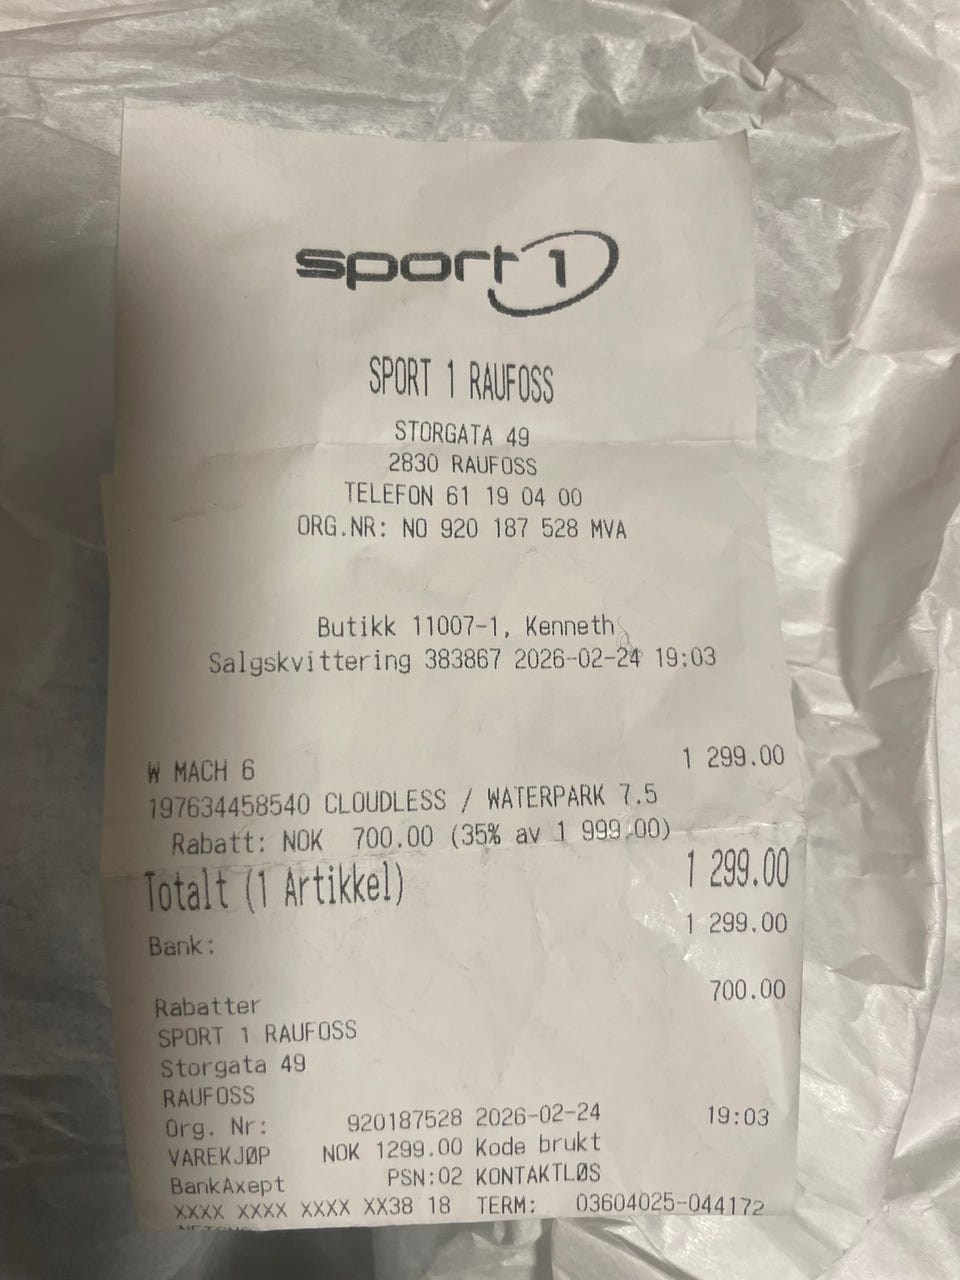 sport 1
SPORT 1 RAUFOSS
STORGATA 49
2830 RAUFOSS
TELEFON 61 19 04 00
ORG.NR: NO 920 187 528 MVA
Butikk 11007-1, Kenneth
Salgskvittering 383867 2026-02-24 19:03
W MACH 6 1 299.00
197634458540 CLOUDLESS / WATERPARK 7.5
Rabatt: NOK 700.00 (35% av 1 999.00)
Totalt (1 Artikkel) 1 299.00
Bank: 1 299.00
Rabatter 700.00
SPORT 1 RAUFOSS
Storgata 49
RAUFOSS
Org. Nr: 920187528 2026-02-24 19:03
VAREKJØP NOK 1299.00 Kode brukt
BankAxept PSN:02 KONTAKTLØS
XXXX XXXX XXXX XX38 18 TERM: 03604025-044172